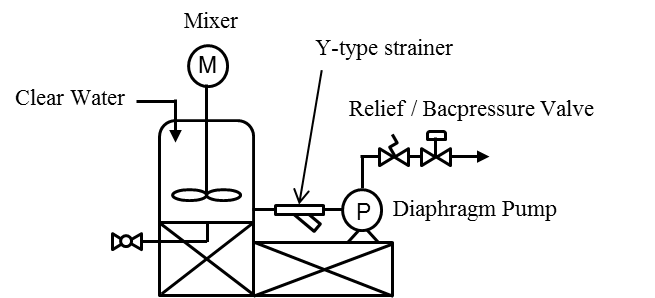 Mixer
Y-type strainer
M
Clear Water
Relief / Bacpressure Valve
P
Diaphragm Pump